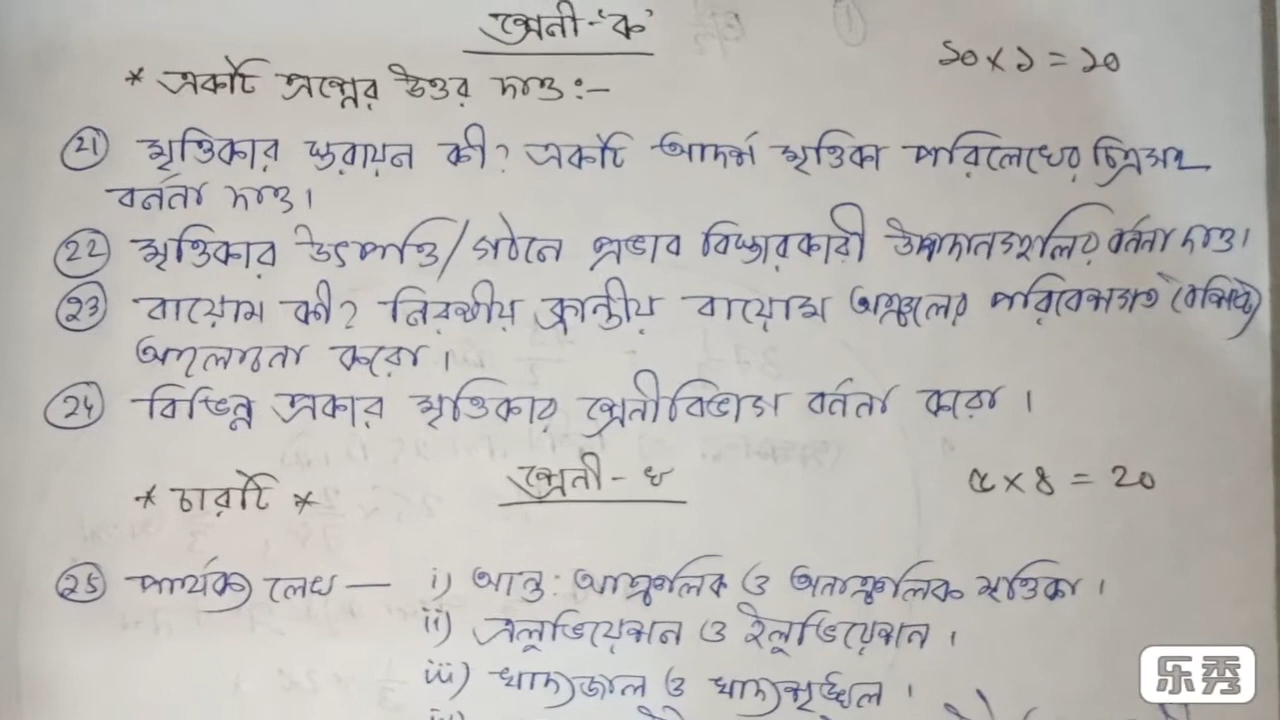 শ্রেনী-'ক'
* একটি প্রশ্নের উত্তর দাও :- ১০ x ১ = ১০
21 মৃত্তিকার স্তরায়ন কী? একটি আদর্শ মৃত্তিকা পরিলেখের চিত্রসহ
বর্ননা দাও।
22 মৃত্তিকার উৎপত্তি/গঠনে প্রভাব বিস্তারকারী উপাদানগুলির বর্ননা দাও।
23 বায়োম কী? নিরক্ষীয় ক্রান্তীয় বায়োম অঞ্চলের পরিবেশগত বৈশিষ্ট্য
আলোচনা করো।
24 বিভিন্ন প্রকার মৃত্তিকার শ্রেনীবিভাগ বর্ননা করো।
* চারটি * শ্রেনী - খ ৫ x ৪ = 20
25 পার্থক্য লেখ — i) আন্তঃআঞ্চলিক ও অনাঞ্চলিক মৃত্তিকা।
ii) এলুভিয়েশন ও ইলুভিয়েশন।
iii) খাদ্যজাল ও খাদ্যশৃঙ্খল।
乐秀